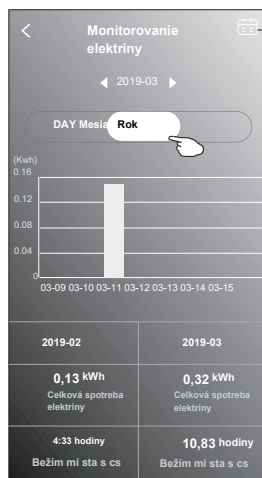 Monitorovanie
elektriny
2019-03
DAY Mesia Rok
(Kwh)
0.16
0.12
0.08
0.04
0
03-09 03-10 03-11 03-12 03-13 03-14 03-15
2019-02 2019-03
0,13 kWh 0,32 kWh
Celková spotreba Celková spotreba
elektriny elektriny
4:33 hodiny 10,83 hodiny
Bežím mi sta s cs Bežím mi sta s cs